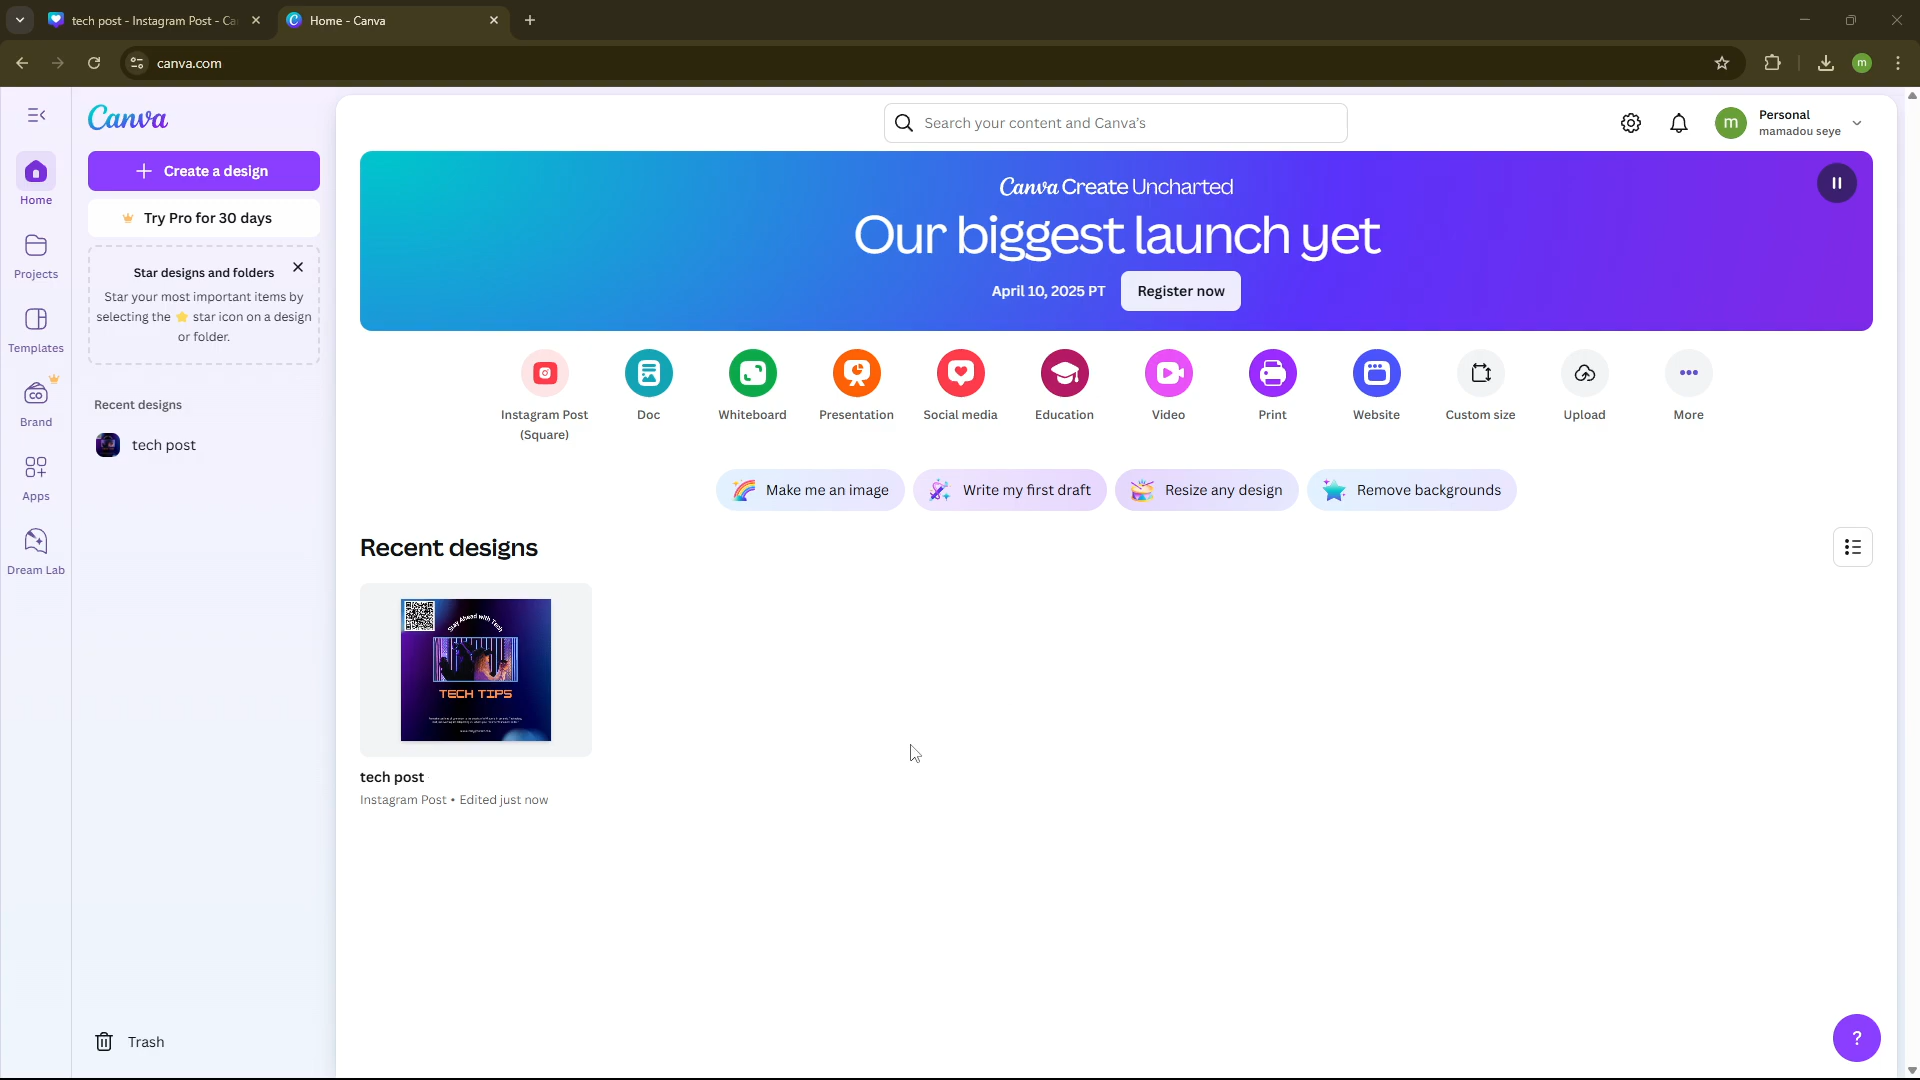 tech post - Instagram Post - Ca
Home - Canva
canva.com
m
Canva
Search your content and Canva's
m
Personal
mamadou seye
Create a design
Try Pro for 30 days
Home
Projects
Templates
Brand
Apps
Dream Lab
Star designs and folders
Star your most important items by
selecting the ⭐ star icon on a design
or folder.
Recent designs
tech post
Trash
Canva Create Uncharted
Our biggest launch yet
April 10, 2025 PT
Register now
Instagram Post
(Square)
Doc
Whiteboard
Presentation
Social media
Education
Video
Print
Website
Custom size
Upload
More
Make me an image
Write my first draft
Resize any design
Remove backgrounds
Recent designs
Stay Ahead with Tech
TECH TIPS
tech post
Instagram Post • Edited just now
?